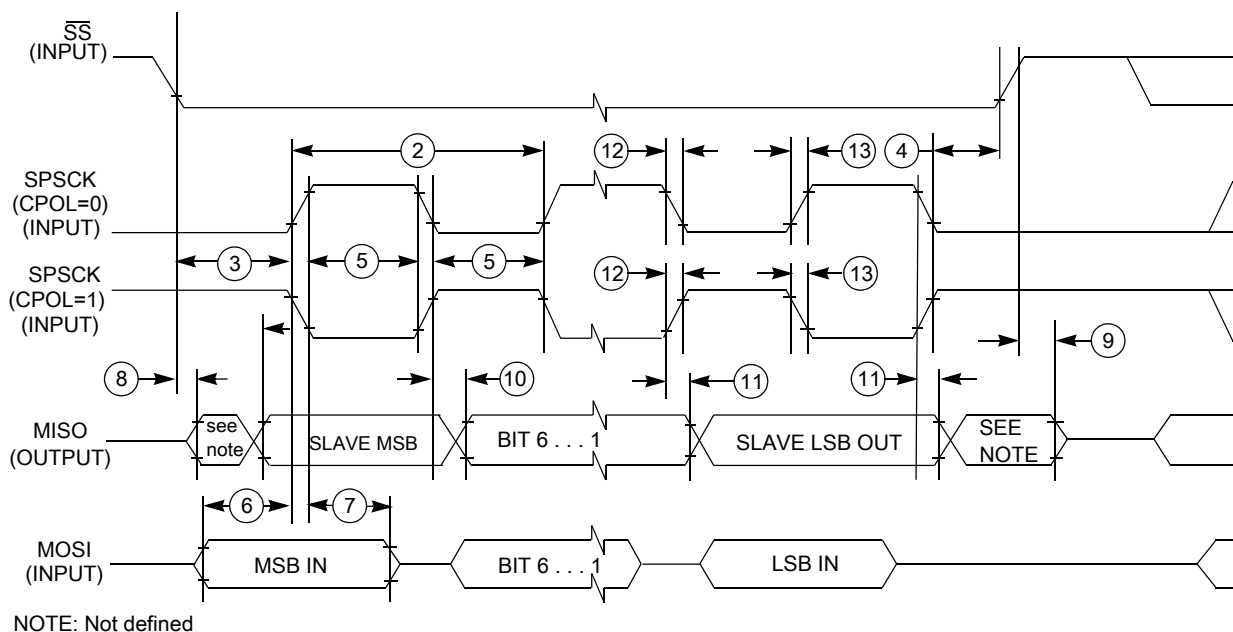 SS
(INPUT)
2
12
13
4
SPSCK
(CPOL=0)
(INPUT)
3
5
5
SPSCK
(CPOL=1)
(INPUT)
12
13
8
10
11
11
9
MISO
(OUTPUT)
see
note
SLAVE MSB
BIT 6 . . . 1
SLAVE LSB OUT
SEE
NOTE
6
7
MOSI
(INPUT)
MSB IN
BIT 6 . . . 1
LSB IN
NOTE: Not defined